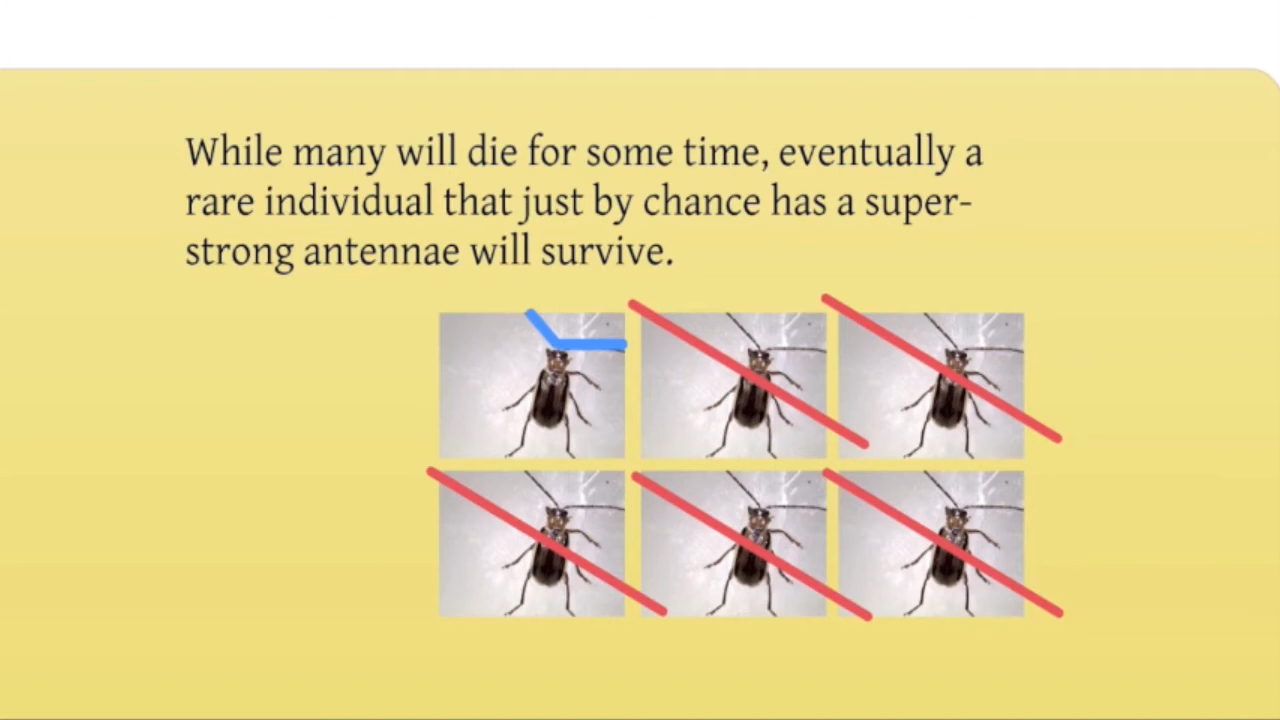 While many will die for some time, eventually a
rare individual that just by chance has a super-
strong antennae will survive.